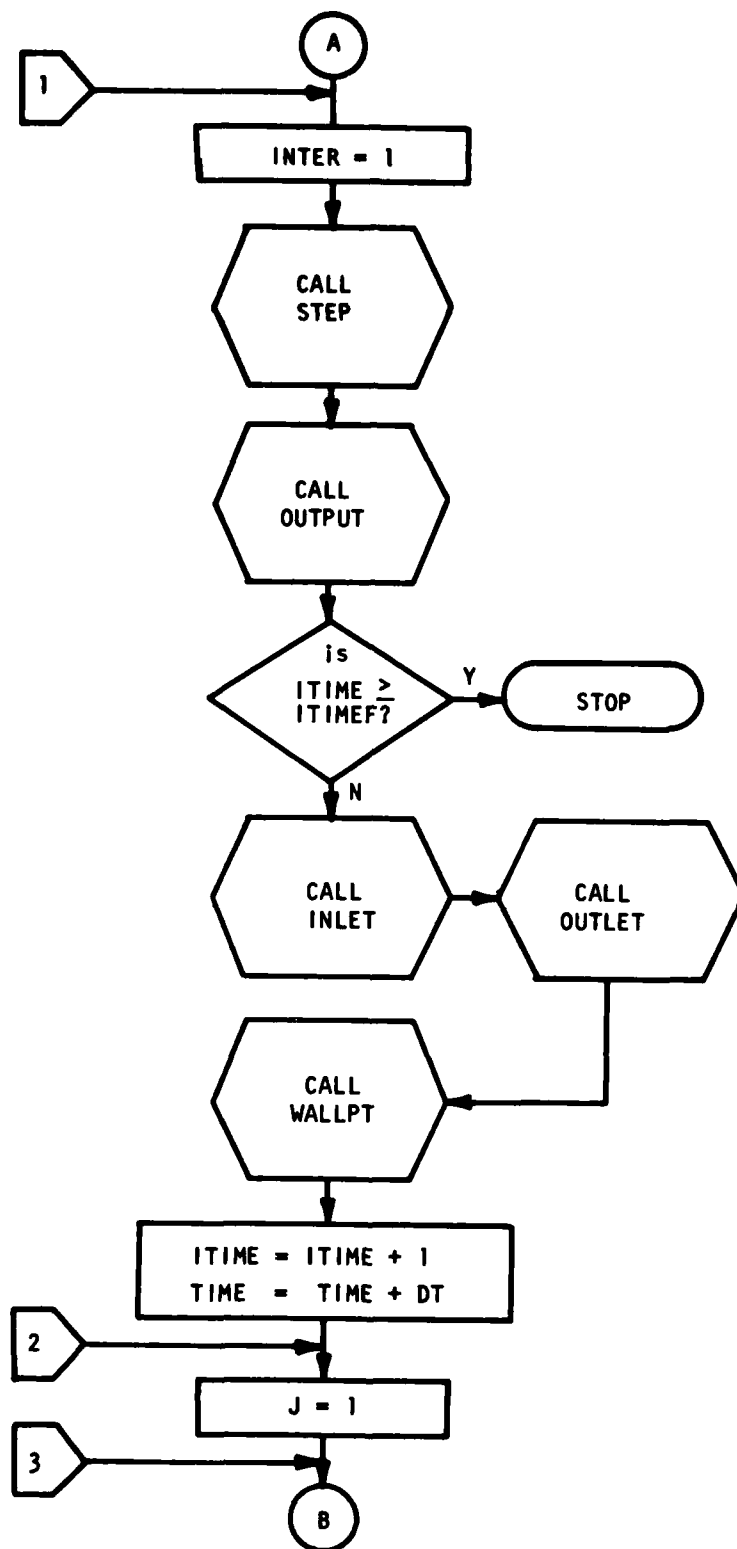 A
1
INTER = 1
CALL
STEP
CALL
OUTPUT
is
ITIME ≥
ITIMEF?
Y
STOP
N
CALL
INLET
CALL
OUTLET
CALL
WALLPT
ITIME = ITIME + 1
TIME = TIME + DT
2
J = 1
3
B